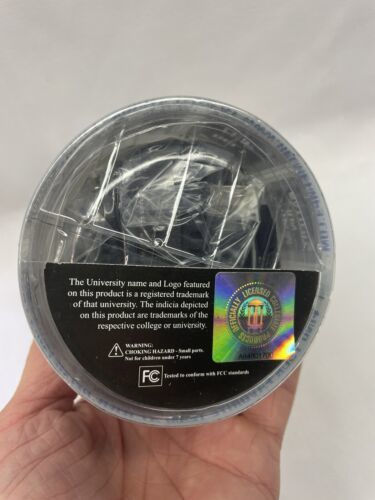 The University name and Logo featured
on this product is a registered trademark
of that university. The indicia depicted
on this product are trademarks of the
respective college or university.
OFFICIALLY LICENSED COLLEGIATE PRODUCTS
WARNING:
CHOKING HAZARD - Small parts.
Not for children under 7 years
FC Tested to conform with FCC standards